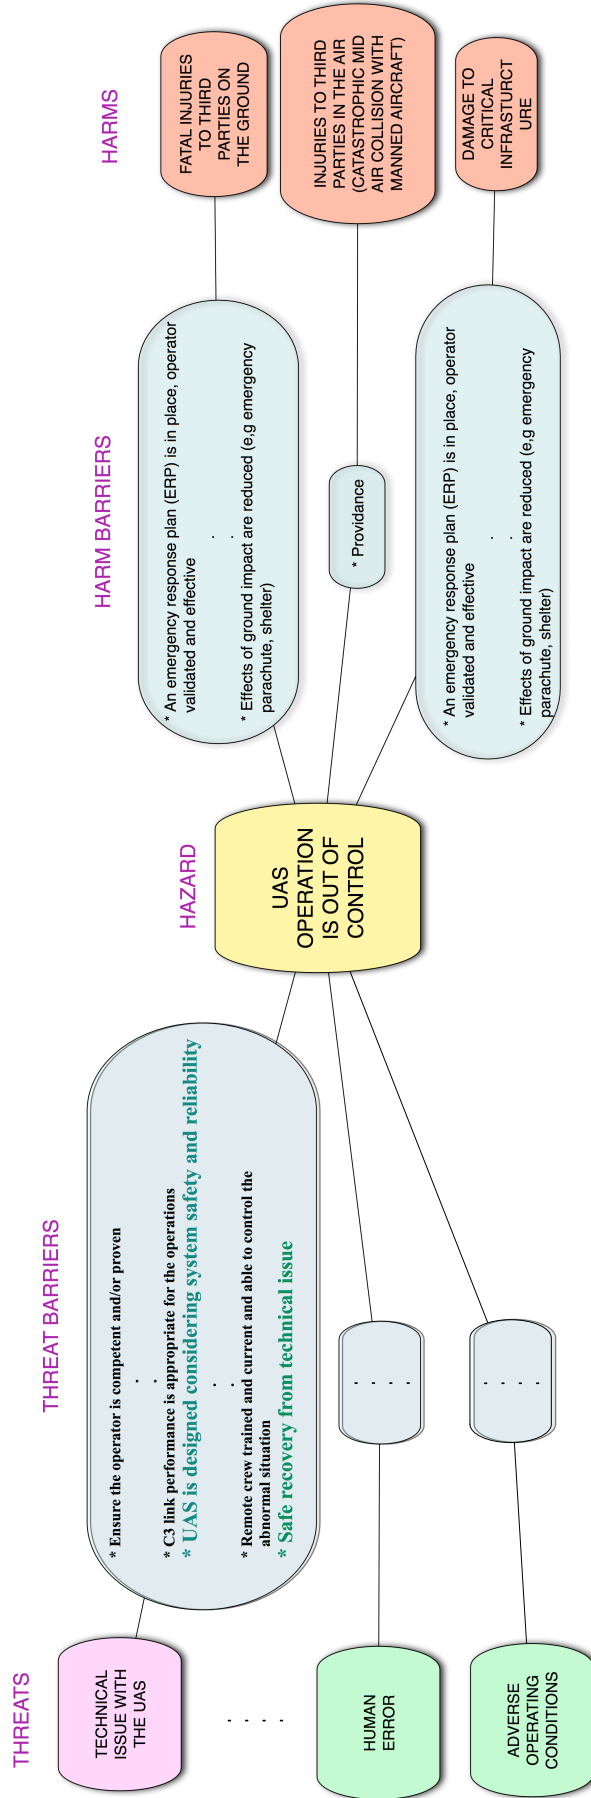 THREATS
THREAT BARRIERS
HAZARD
HARM BARRIERS
HARMS
TECHNICAL
ISSUE WITH
THE UAS
. . . .
HUMAN
ERROR
ADVERSE
OPERATING
CONDITIONS
* Ensure the operator is competent and/or proven
.
.
* C3 link performance is appropriate for the operations
* UAS is designed considering system safety and reliability
.
.
* Remote crew trained and current and able to control the
abnormal situation
* Safe recovery from technical issue
. . . .
. . . .
UAS
OPERATION
IS OUT OF
CONTROL
* An emergency response plan (ERP) is in place, operator
validated and effective
.
.
* Effects of ground impact are reduced (e,g emergency
parachute, shelter)
* Providance
* An emergency response plan (ERP) is in place, operator
validated and effective
.
.
* Effects of ground impact are reduced (e,g emergency
parachute, shelter)
FATAL INJURIES
TO THIRD
PARTIES ON
THE GROUND
INJURIES TO THIRD
PARTIES IN THE AIR
(CATASTROPHIC MID
AIR COLLISION WITH
MANNED AIRCRAFT)
DAMAGE TO
CRITICAL
INFRASTURCT
URE